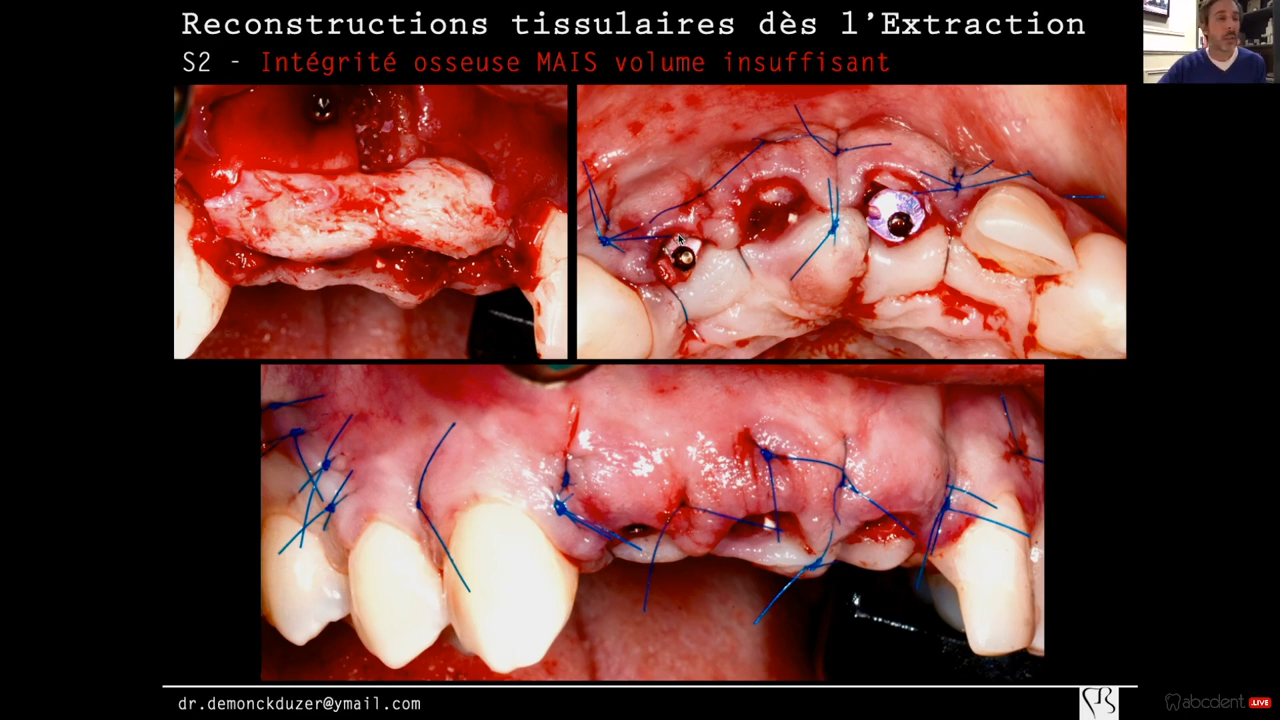 Reconstructions tissulaires dès l'Extraction
S2 - Intégrité osseuse MAIS volume insuffisant
dr.demonckduzer@ymail.com
abcdent.LIVE